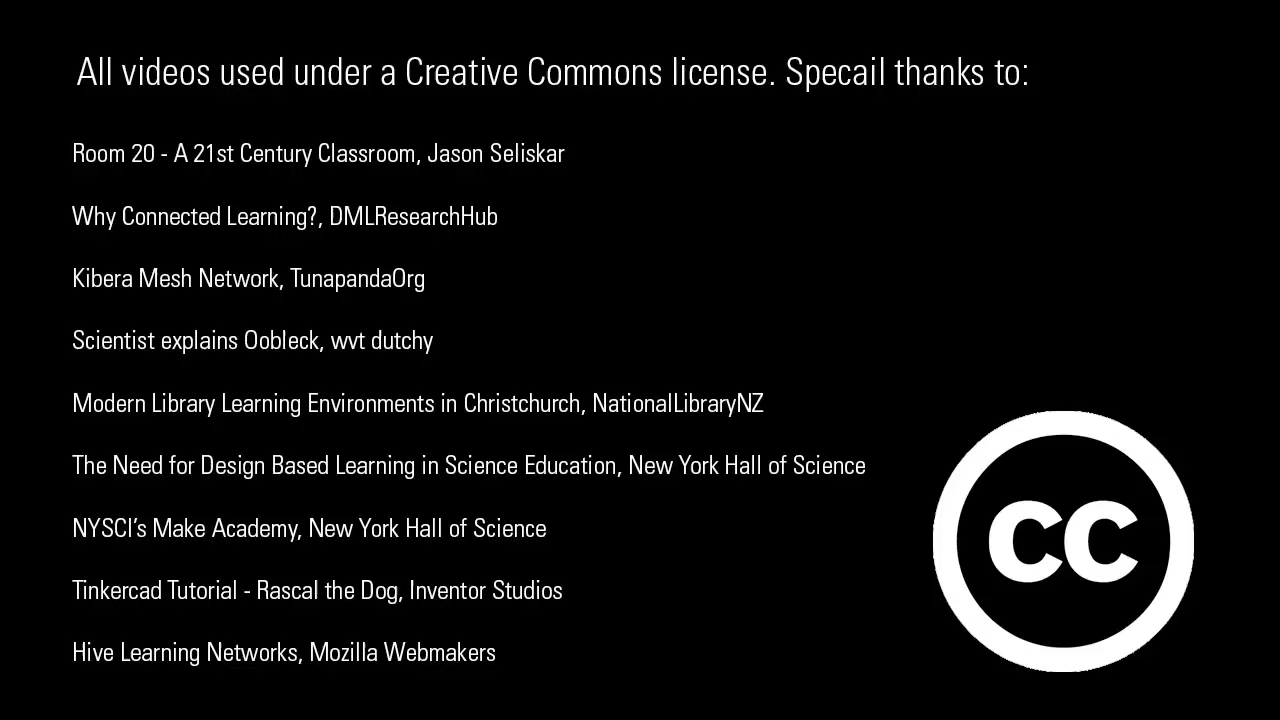 All videos used under a Creative Commons license. Specail thanks to:
Room 20 - A 21st Century Classroom, Jason Seliskar
Why Connected Learning?, DMLResearchHub
Kibera Mesh Network, TunapandaOrg
Scientist explains Oobleck, wvt dutchy
Modern Library Learning Environments in Christchurch, NationalLibraryNZ
The Need for Design Based Learning in Science Education, New York Hall of Science
NYSCI’s Make Academy, New York Hall of Science
Tinkercad Tutorial - Rascal the Dog, Inventor Studios
Hive Learning Networks, Mozilla Webmakers
cc